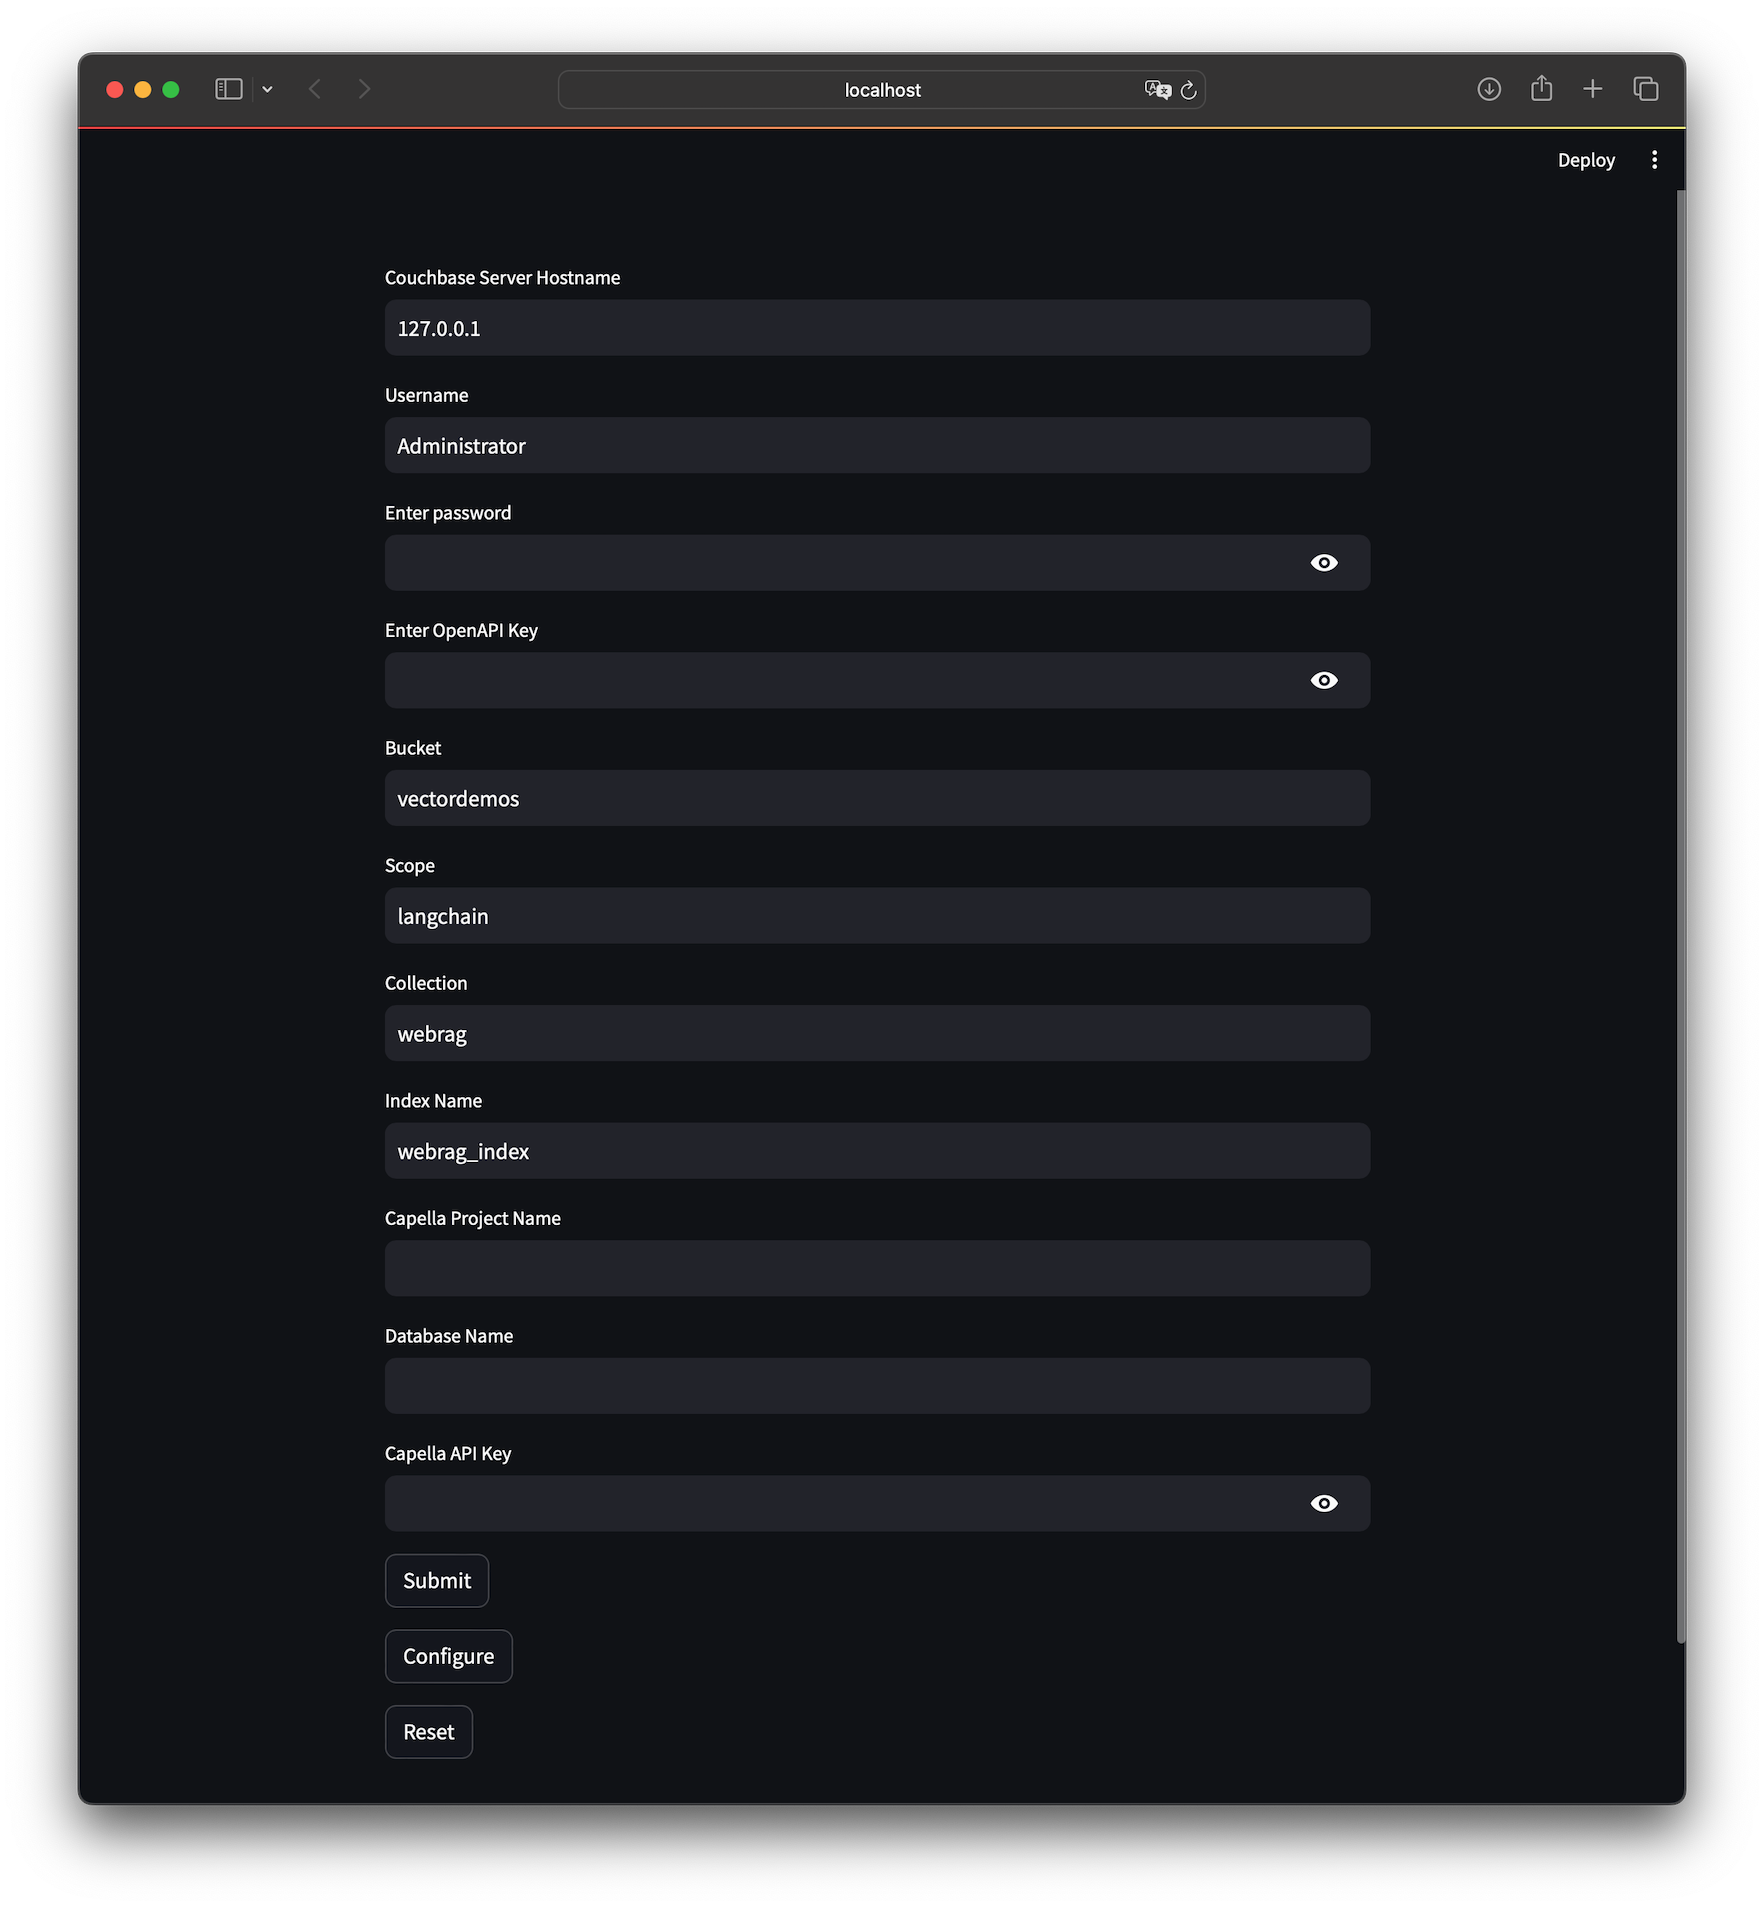 localhost
Deploy
Couchbase Server Hostname
127.0.0.1
Username
Administrator
Enter password
Enter OpenAPI Key
Bucket
vectordemos
Scope
langchain
Collection
webrag
Index Name
webrag_index
Capella Project Name
Database Name
Capella API Key
Submit
Configure
Reset